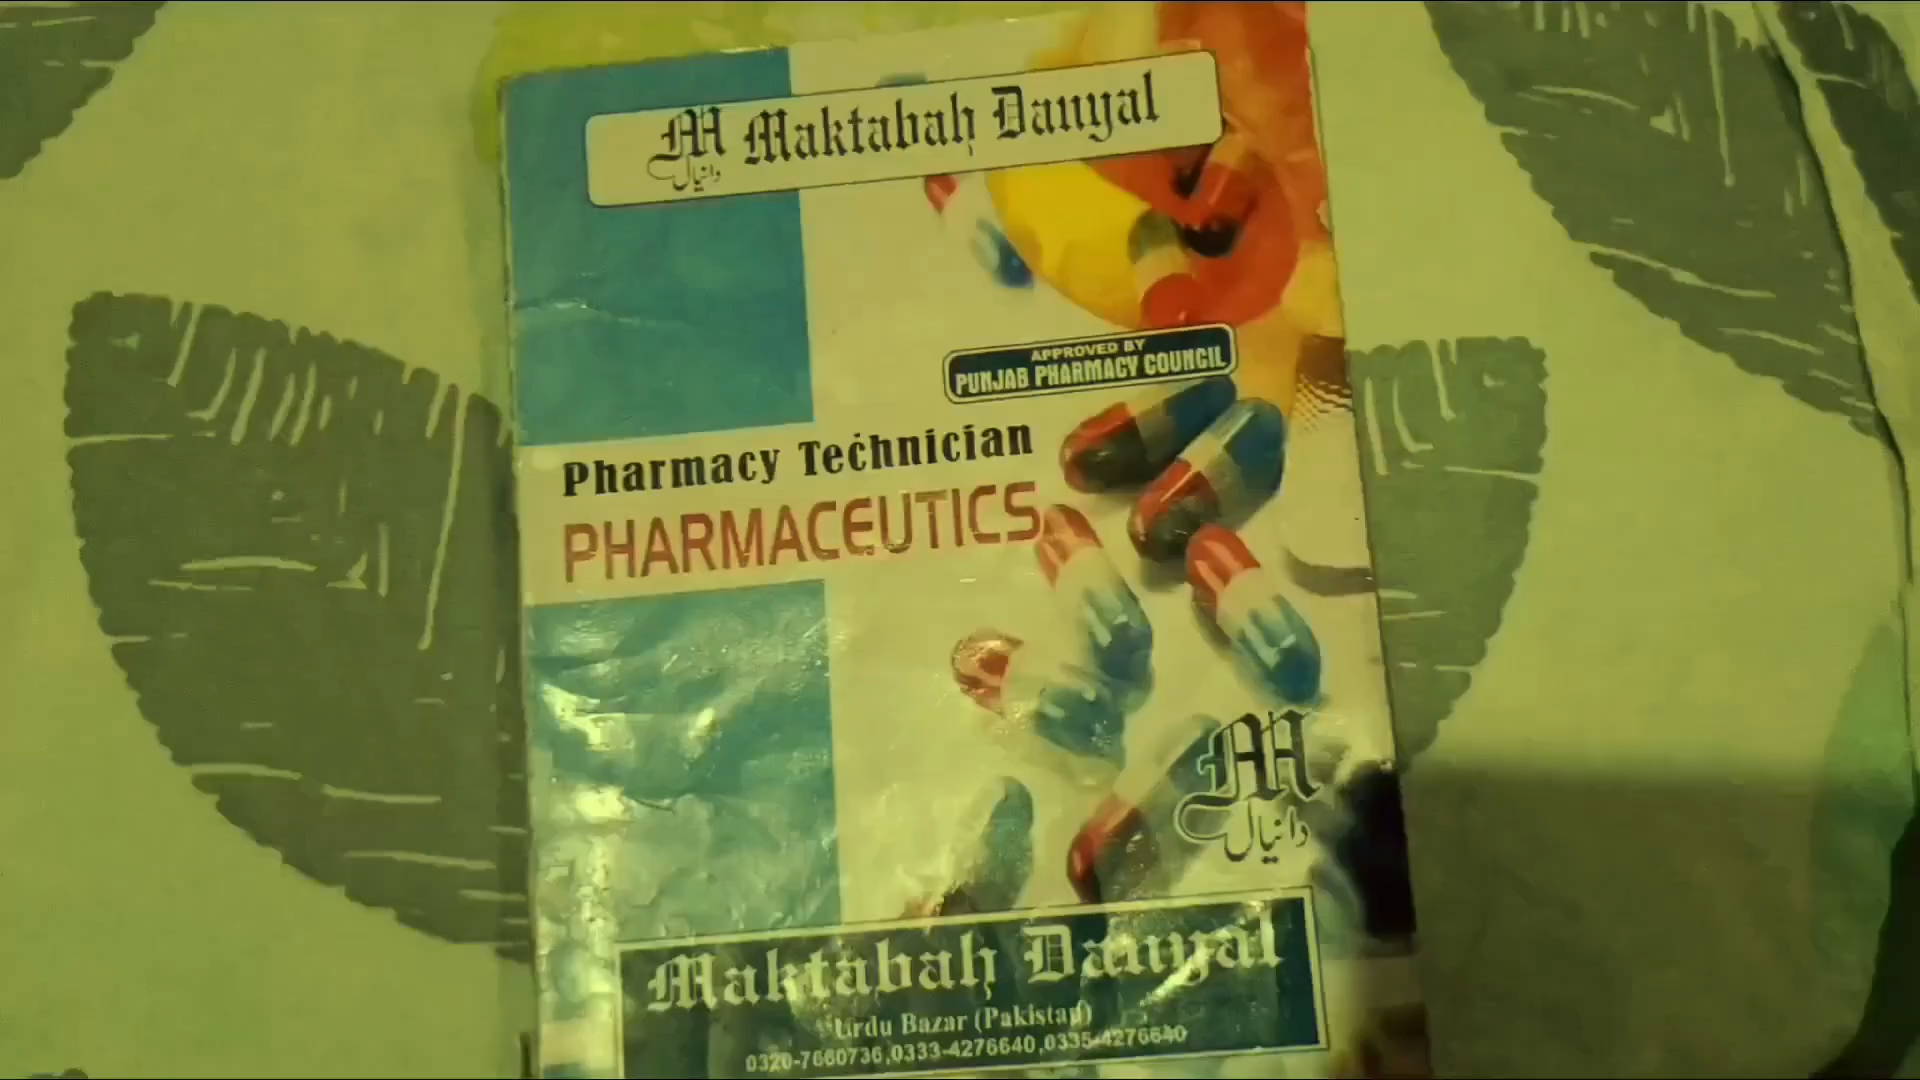 Maktabah Danyal
دانیال
APPROVED BY
PUNJAB PHARMACY COUNCIL
Pharmacy Technician
PHARMACEUTICS
دانیال
Maktabah Danyal
Urdu Bazar (Pakistan)
0320-7660736,0333-4276640,0335-4276640